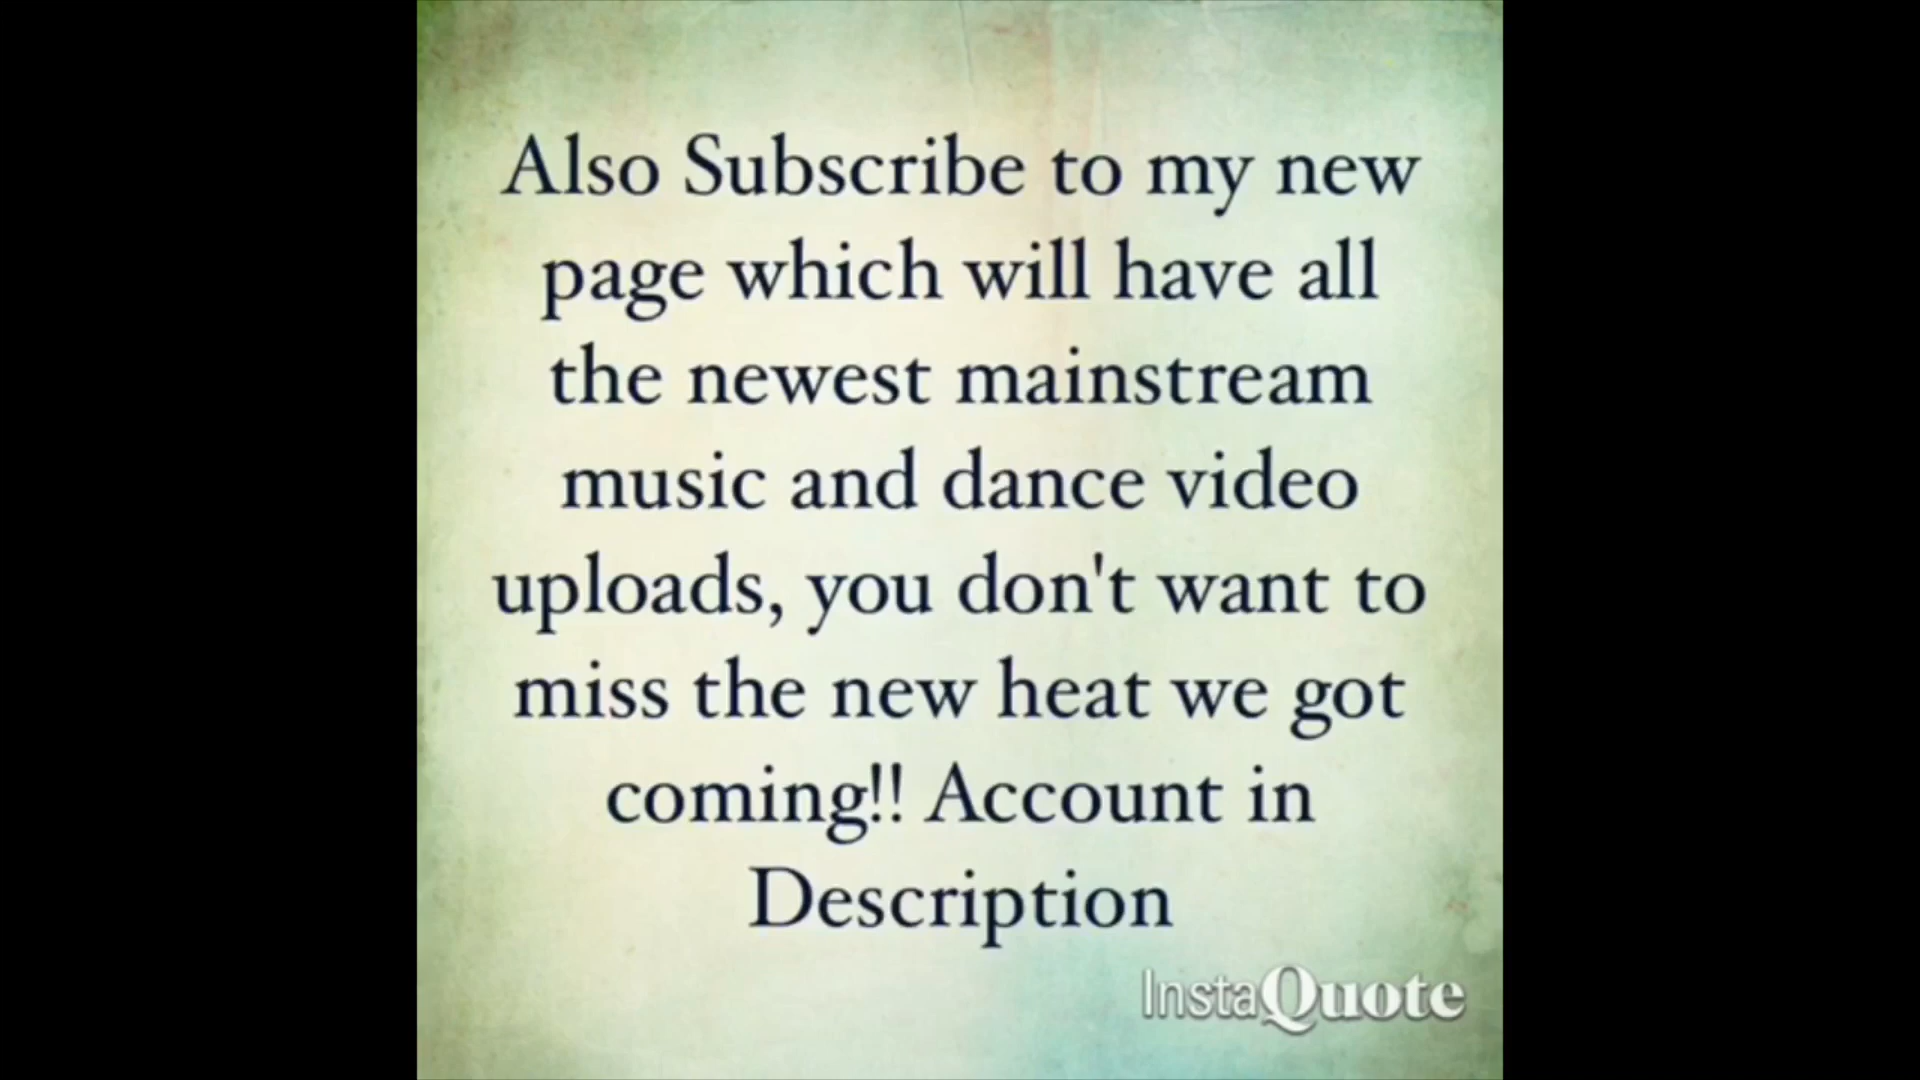 Also Subscribe to my new
page which will have all
the newest mainstream
music and dance video
uploads, you don't want to
miss the new heat we got
coming!! Account in
Description
InstaQuote